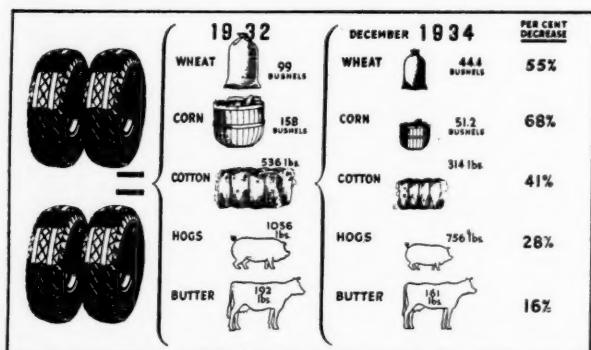 1932
DECEMBER 1934
PER CENT
DECREASE
WHEAT
99
BUSHELS
WHEAT
44.4
BUSHELS
55%
CORN
158
BUSHELS
CORN
51.2
BUSHELS
68%
COTTON
536 lbs.
COTTON
314 lbs.
41%
HOGS
1056
lbs.
HOGS
756 lbs.
28%
BUTTER
192
lbs.
BUTTER
161
lbs.
16%